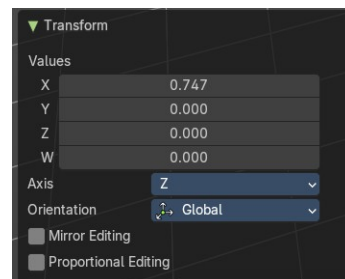 Transform
Values
X 0.747
Y 0.000
Z 0.000
W 0.000
Axis Z
Orientation Global
Mirror Editing
Proportional Editing